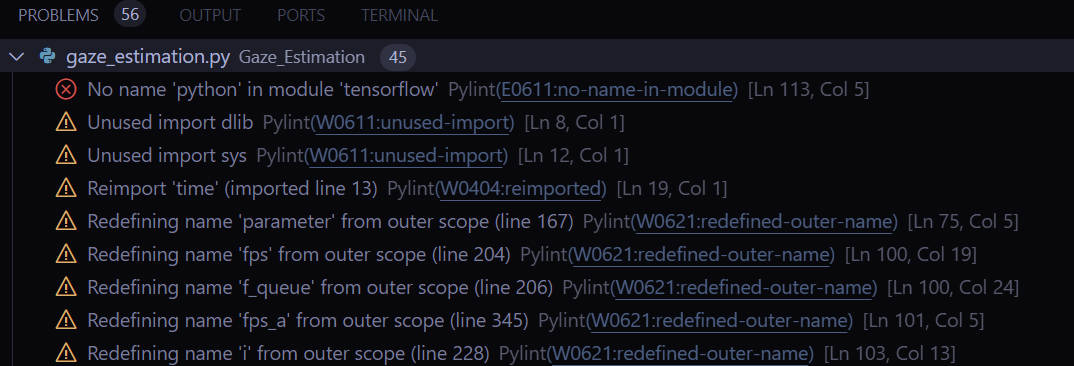 PROBLEMS 56 OUTPUT PORTS TERMINAL
gaze_estimation.py Gaze_Estimation 45
No name 'python' in module 'tensorflow' Pylint(E0611:no-name-in-module) [Ln 113, Col 5]
Unused import dlib Pylint(W0611:unused-import) [Ln 8, Col 1]
Unused import sys Pylint(W0611:unused-import) [Ln 12, Col 1]
Reimport 'time' (imported line 13) Pylint(W0404:reimported) [Ln 19, Col 1]
Redefining name 'parameter' from outer scope (line 167) Pylint(W0621:redefined-outer-name) [Ln 75, Col 5]
Redefining name 'fps' from outer scope (line 204) Pylint(W0621:redefined-outer-name) [Ln 100, Col 19]
Redefining name 'f_queue' from outer scope (line 206) Pylint(W0621:redefined-outer-name) [Ln 100, Col 24]
Redefining name 'fps_a' from outer scope (line 345) Pylint(W0621:redefined-outer-name) [Ln 101, Col 5]
Redefining name 'i' from outer scope (line 228) Pylint(W0621:redefined-outer-name) [Ln 103, Col 13]